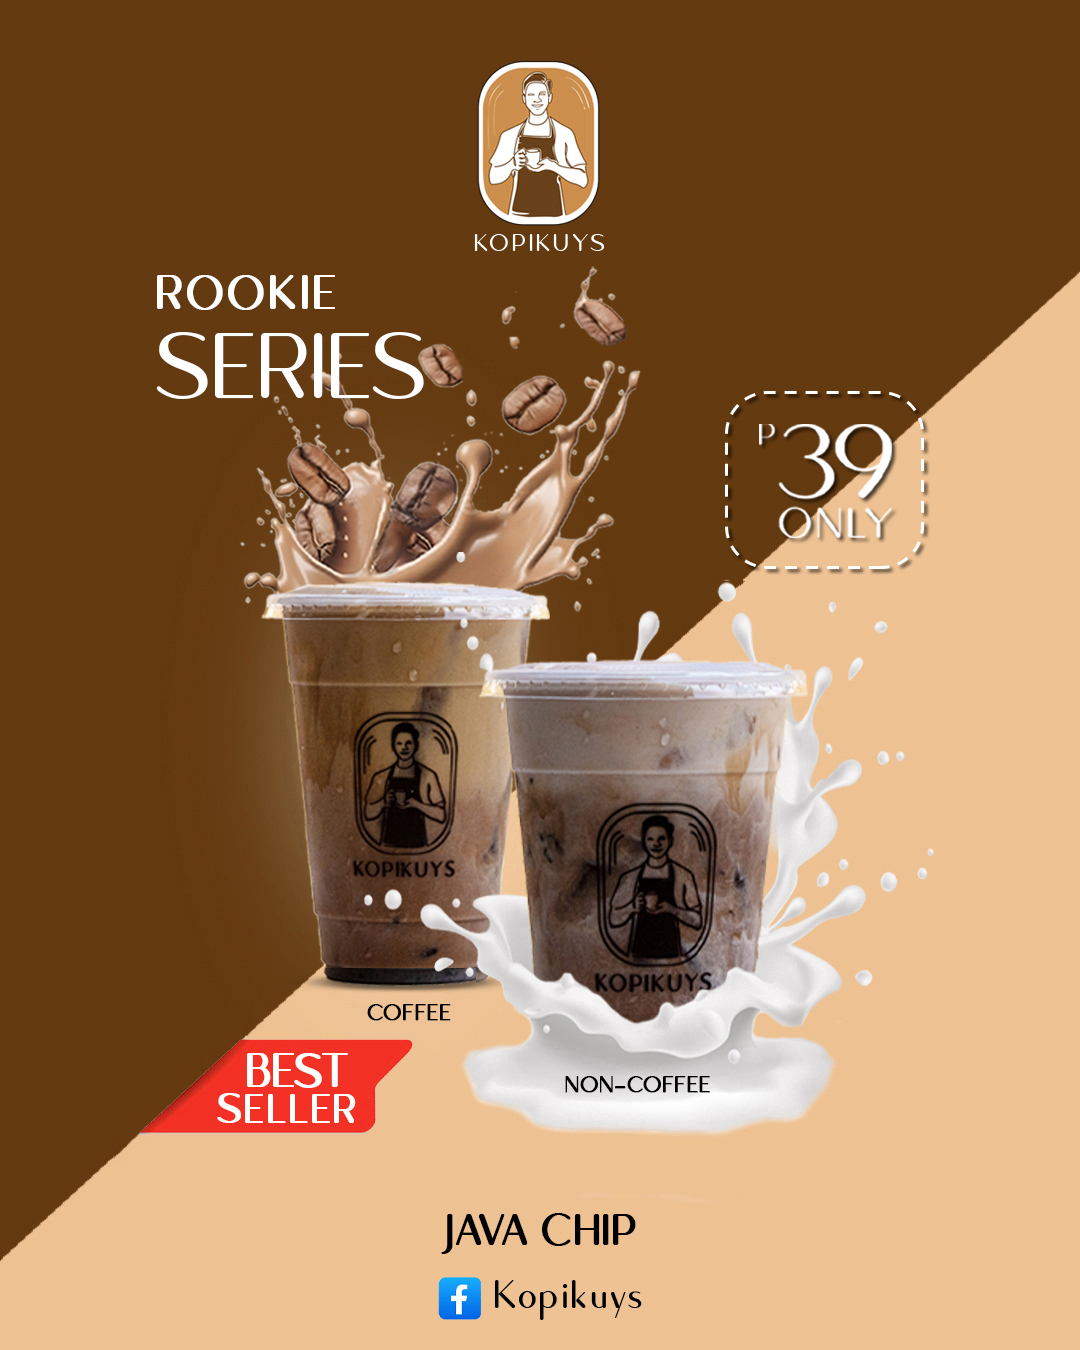 KOPIKUYS
ROOKIE
SERIES
P39
ONLY
KOPIKUYS
KOPIKUYS
COFFEE
NON-COFFEE
BEST
SELLER
JAVA CHIP
Kopikuys